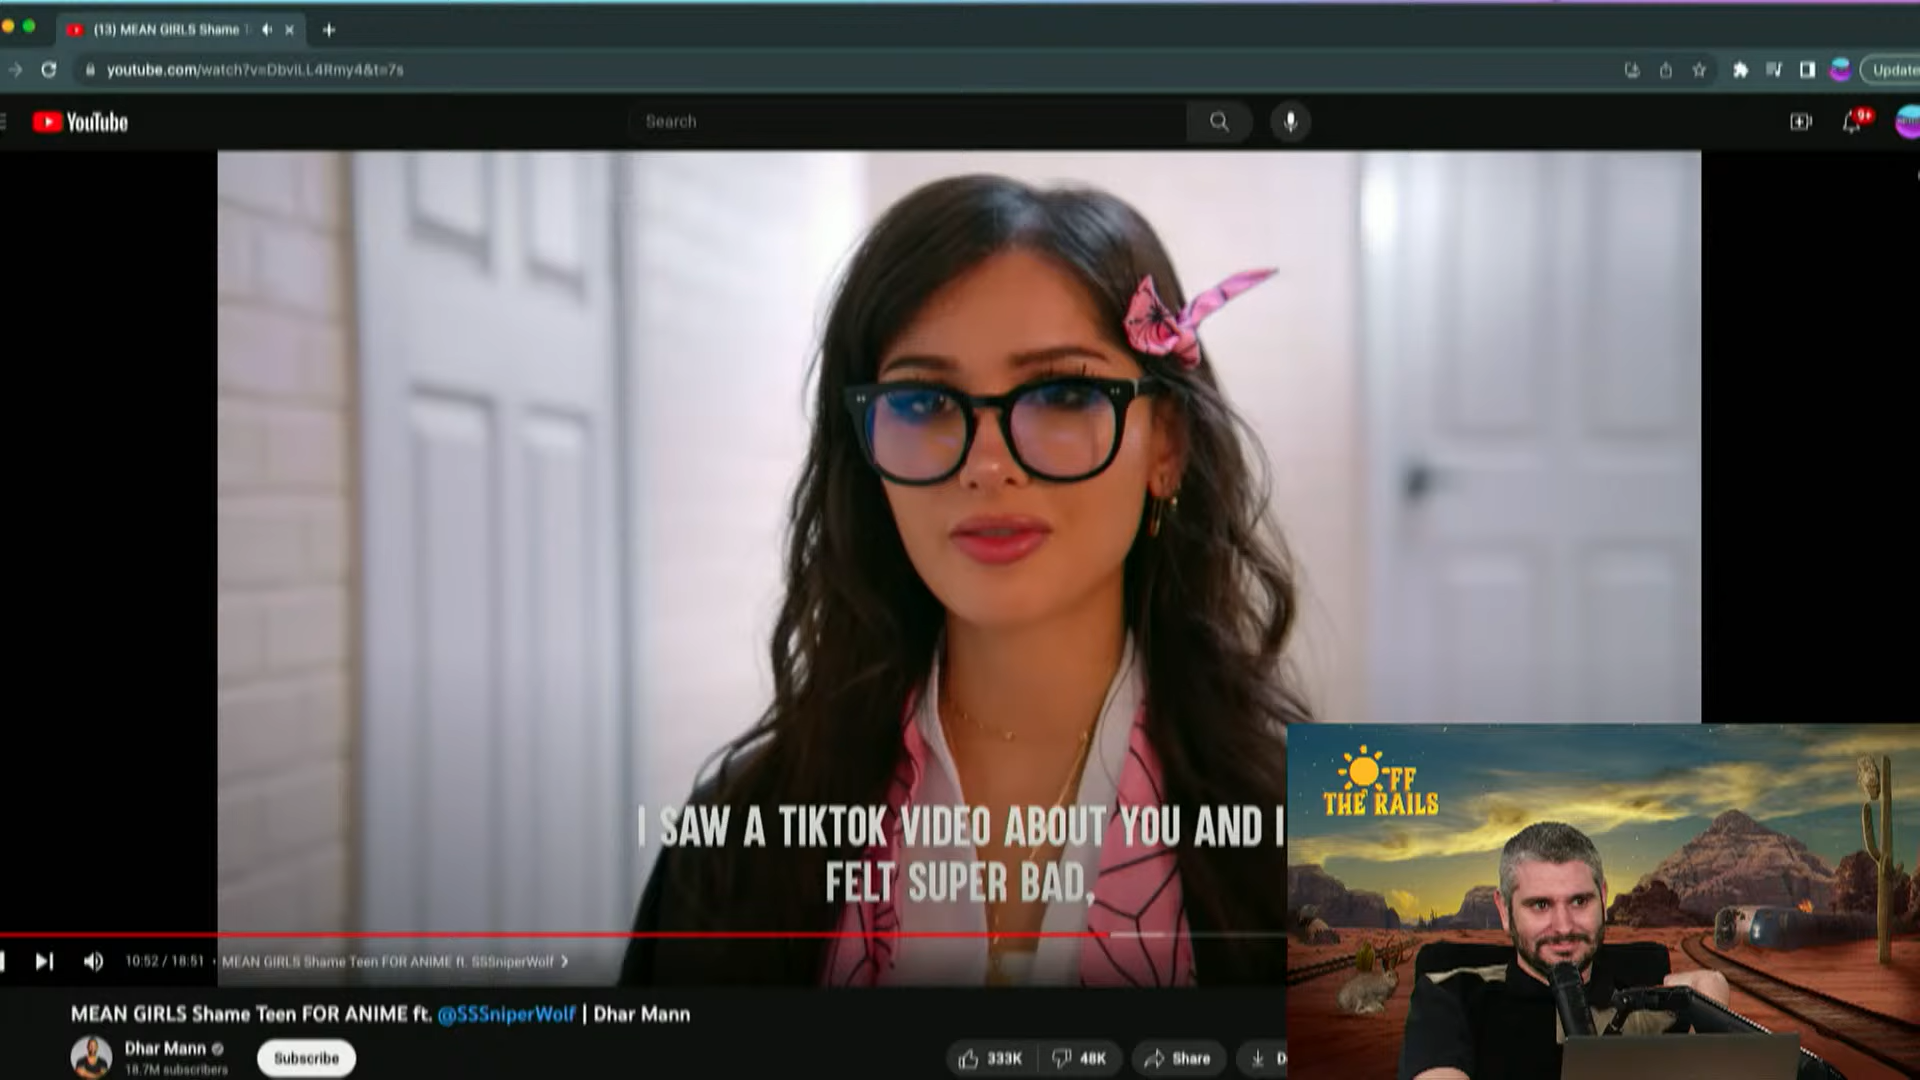 (13) MEAN GIRLS Shame
youtube.com/watch?v=DbviLL4Rmy4&t=7s
Update
YouTube
Search
9+
I SAW A TIKTOK VIDEO ABOUT YOU AND I
FELT SUPER BAD,
OFF
THE RAILS
10:52 / 18:51 • MEAN GIRLS Shame Teen FOR ANIME ft. SSSniperWolf
MEAN GIRLS Shame Teen FOR ANIME ft. @SSSniperWolf | Dhar Mann
Dhar Mann
18.7M subscribers
Subscribe
333K
48K
Share
D